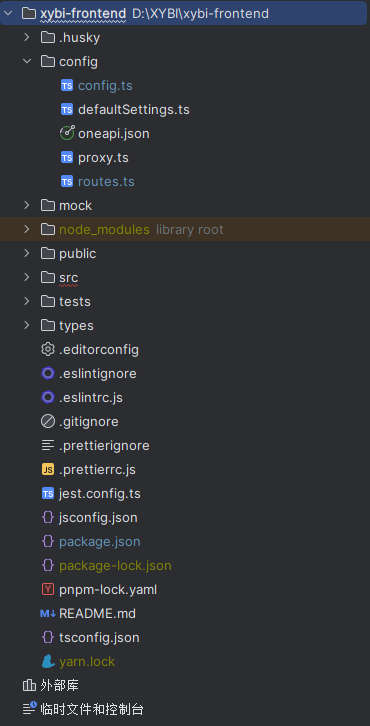 xybi-frontend D:\XYBI\xybi-frontend
.husky
config
TS config.ts
TS defaultSettings.ts
oneapi.json
TS proxy.ts
TS routes.ts
mock
node_modules library root
public
src
tests
types
.editorconfig
.eslintignore
.eslintrc.js
.gitignore
.prettierignore
JS .prettierrc.js
TS jest.config.ts
{} jsconfig.json
{} package.json
{} package-lock.json
Y pnpm-lock.yaml
M↓ README.md
{} tsconfig.json
yarn.lock
外部库
临时文件和控制台